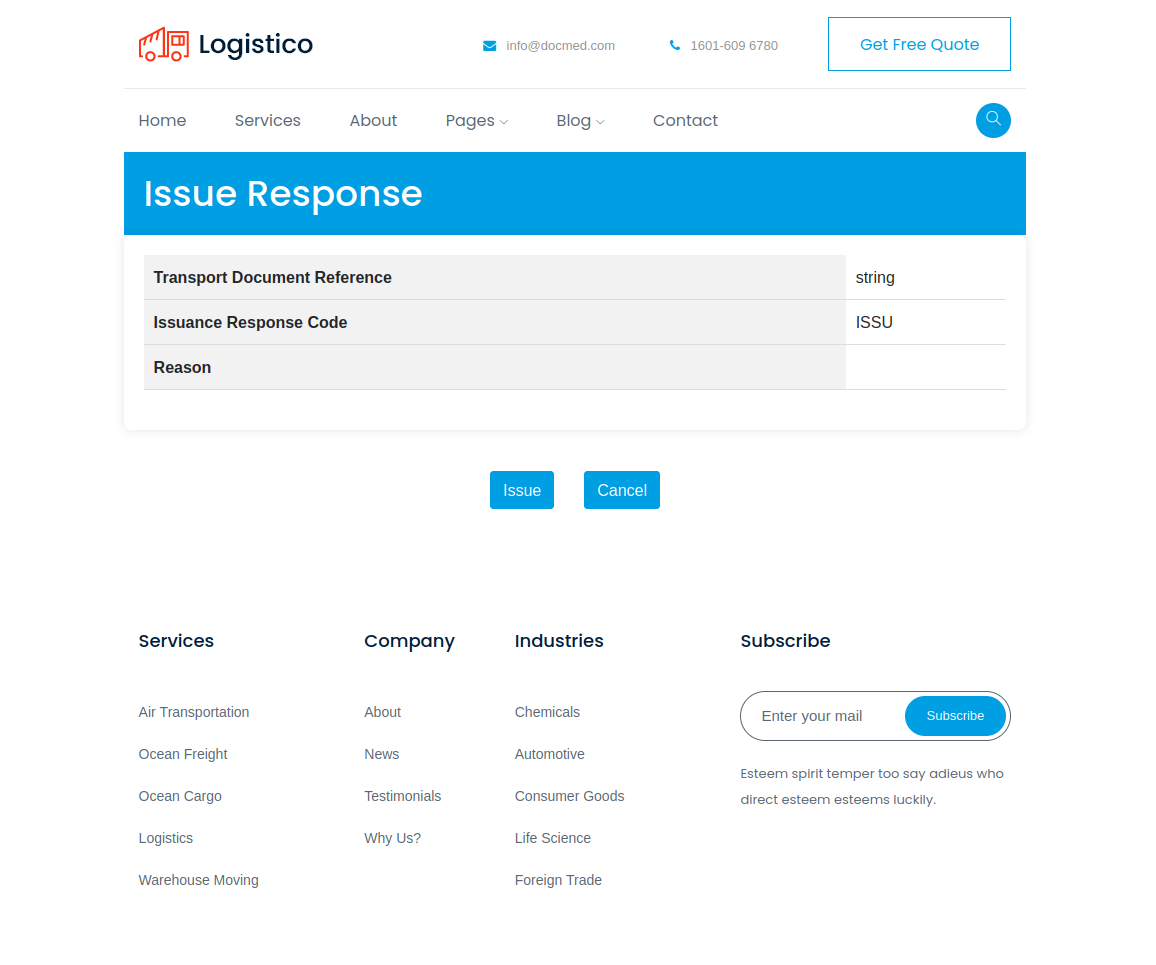 Logistico
info@docmed.com
1601-609 6780
Get Free Quote
Home Services About Pages Blog Contact
Issue Response
Transport Document Reference string
Issuance Response Code ISSU
Reason
Issue Cancel
Services
Air Transportation
Ocean Freight
Ocean Cargo
Logistics
Warehouse Moving
Company
About
News
Testimonials
Why Us?
Industries
Chemicals
Automotive
Consumer Goods
Life Science
Foreign Trade
Subscribe
Enter your mail Subscribe
Esteem spirit temper too say adieus who
direct esteem esteems luckily.